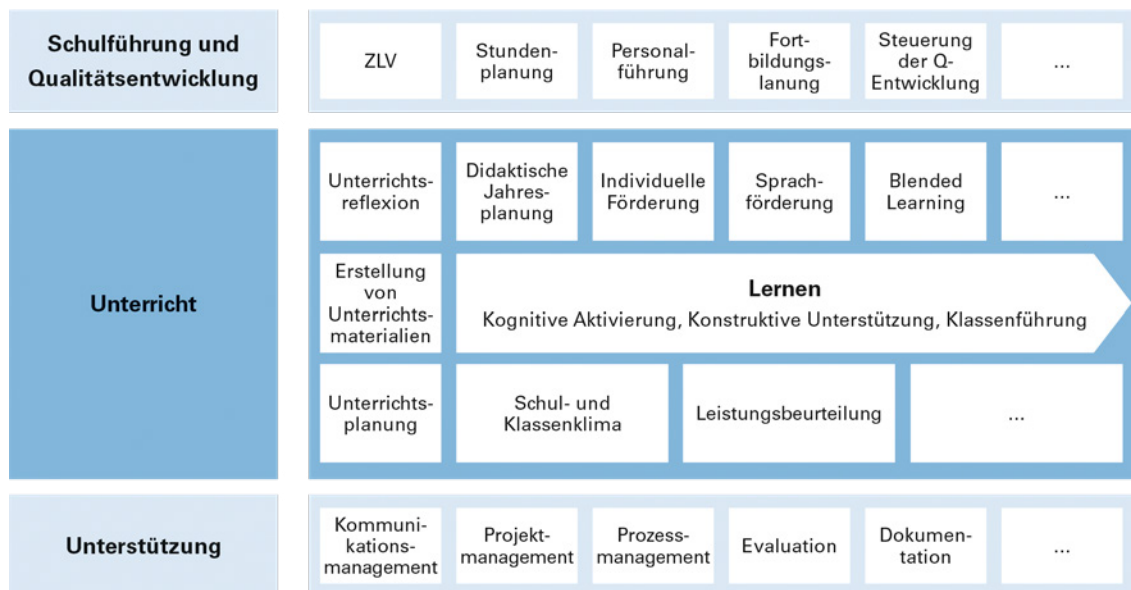 Schulführung und
Qualitätsentwicklung
ZLV
Stunden-
planung
Personal-
führung
Fort-
bildungs-
lanung
Steuerung
der Q-
Entwicklung
...
Unterricht
Unterrichts-
reflexion
Didaktische
Jahres-
planung
Individuelle
Förderung
Sprach-
förderung
Blended
Learning
...
Erstellung
von
Unterrichts-
materialien
Lernen
Kognitive Aktivierung, Konstruktive Unterstützung, Klassenführung
Unterrichts-
planung
Schul- und
Klassenklima
Leistungsbeurteilung
...
Unterstützung
Kommuni-
kations-
management
Projekt-
management
Prozess-
management
Evaluation
Dokumen-
tation
...